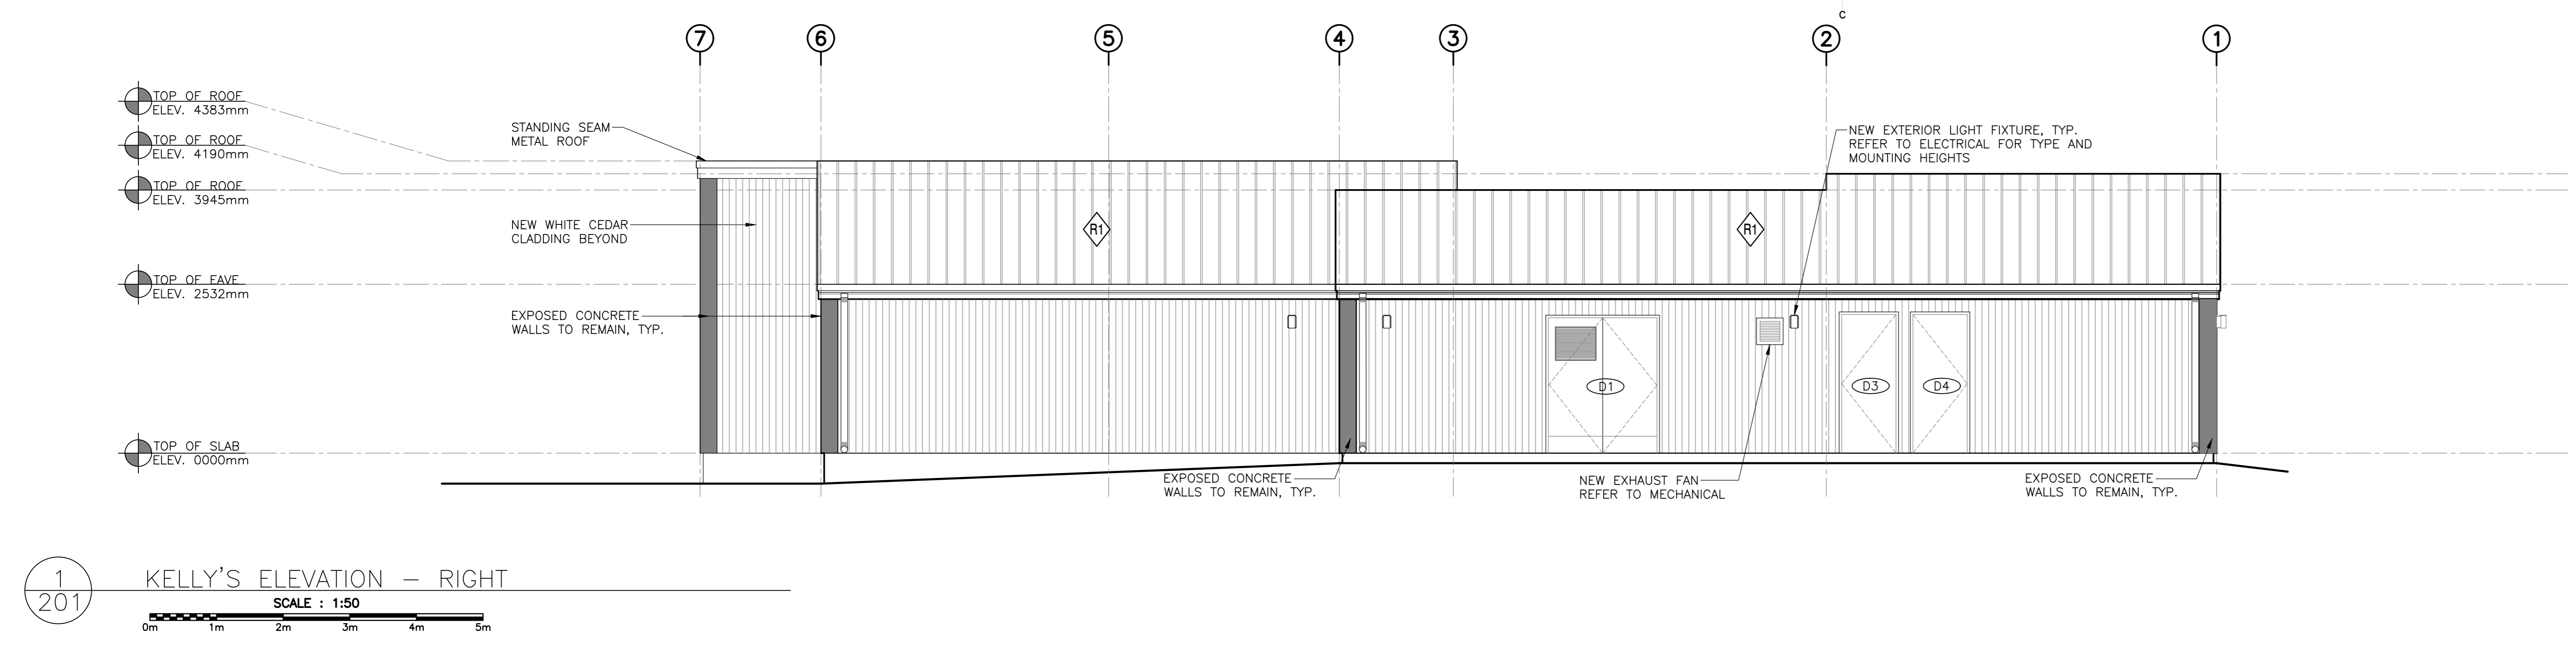 C
7 6 5 4 3 2 1
TOP OF ROOF
ELEV. 4383mm
TOP OF ROOF
ELEV. 4190mm
TOP OF ROOF
ELEV. 3945mm
TOP OF EAVE
ELEV. 2532mm
TOP OF SLAB
ELEV. 0000mm
STANDING SEAM
METAL ROOF
NEW WHITE CEDAR
CLADDING BEYOND
EXPOSED CONCRETE
WALLS TO REMAIN, TYP.
R1
R1
NEW EXTERIOR LIGHT FIXTURE, TYP.
REFER TO ELECTRICAL FOR TYPE AND
MOUNTING HEIGHTS
D1
D3
D4
EXPOSED CONCRETE
WALLS TO REMAIN, TYP.
NEW EXHAUST FAN
REFER TO MECHANICAL
EXPOSED CONCRETE
WALLS TO REMAIN, TYP.
1
201
KELLY'S ELEVATION – RIGHT
SCALE : 1:50
0m 1m 2m 3m 4m 5m